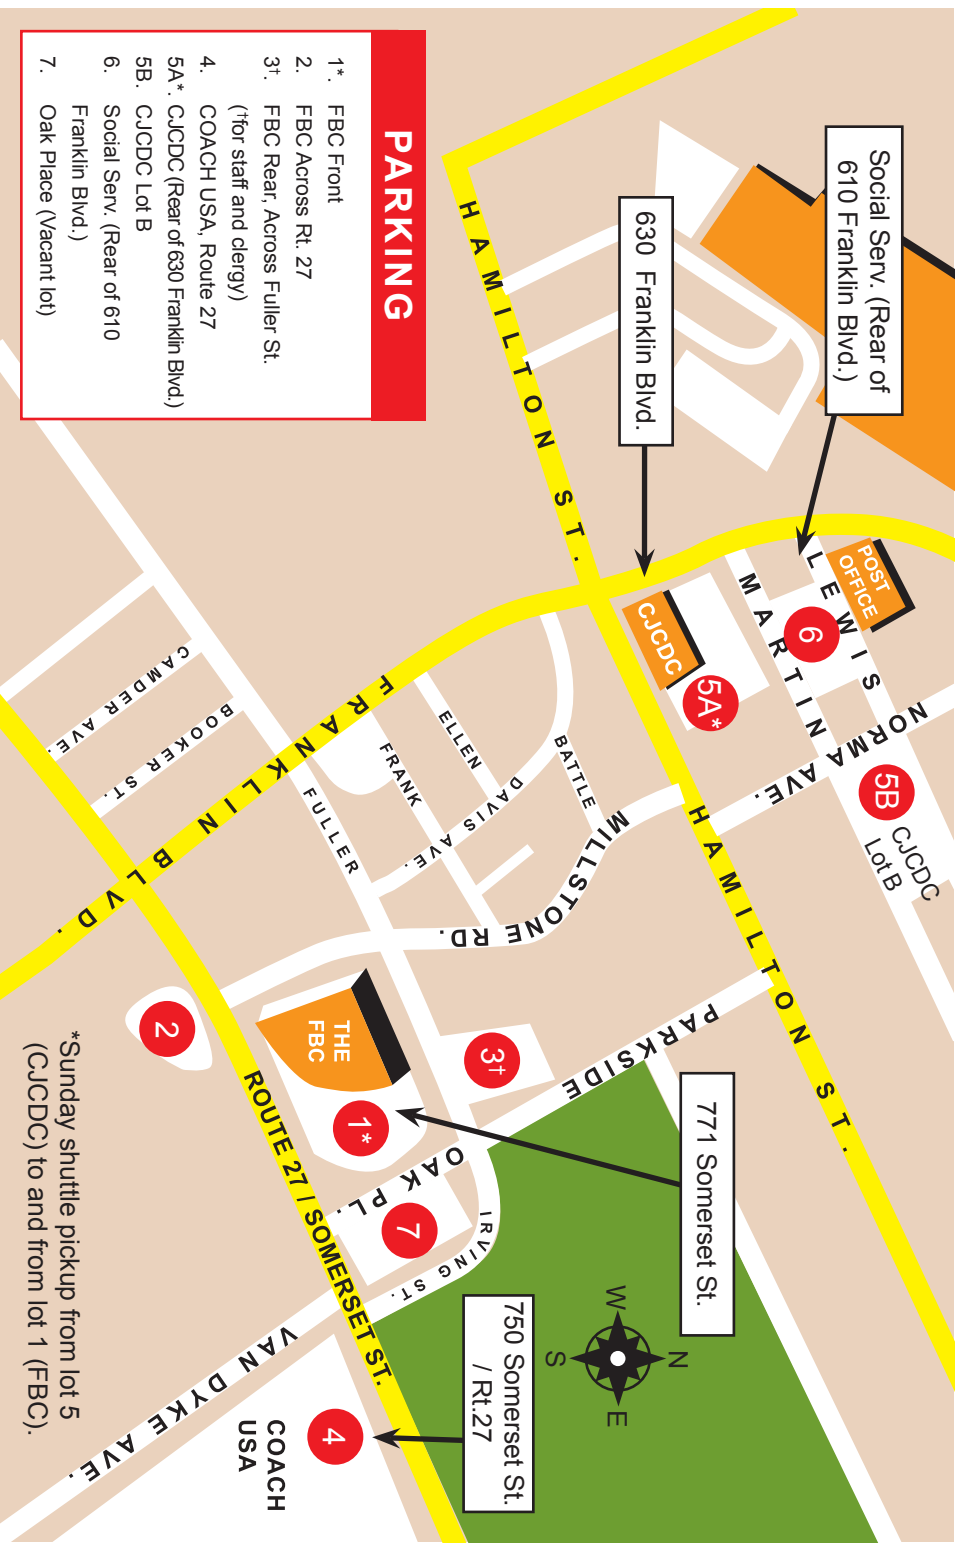 PARKING
1*. FBC Front
2. FBC Across Rt. 27
3†. FBC Rear, Across Fuller St.
(†for staff and clergy)
4. COACH USA, Route 27
5A*. CJCDC (Rear of 630 Franklin Blvd.)
5B. CJCDC Lot B
6. Social Serv. (Rear of 610
Franklin Blvd.)
7. Oak Place (Vacant lot)
Social Serv. (Rear of
610 Franklin Blvd.)
630 Franklin Blvd.
HAMILTON ST.
POST
OFFICE
LEWIS
MARTIN
6
CJCDC
5A*
NORMA AVE.
5B
CJCDC
Lot B
CAMDER AVE.
BOOKER ST.
FRANKLIN BLVD.
ELLEN
FRANK
FULLER
DAVIS AVE.
BATTLE
MILLSTONE RD.
HAMILTON ST.
PARKSIDE
2
THE
FBC
3†
1*
771 Somerset St.
OAK PL.
7
IRVING ST.
ROUTE 27 / SOMERSET ST.
VAN DYKE AVE.
750 Somerset St.
/ Rt.27
4
COACH
USA
N
W
E
S
*Sunday shuttle pickup from lot 5
(CJCDC) to and from lot 1 (FBC).